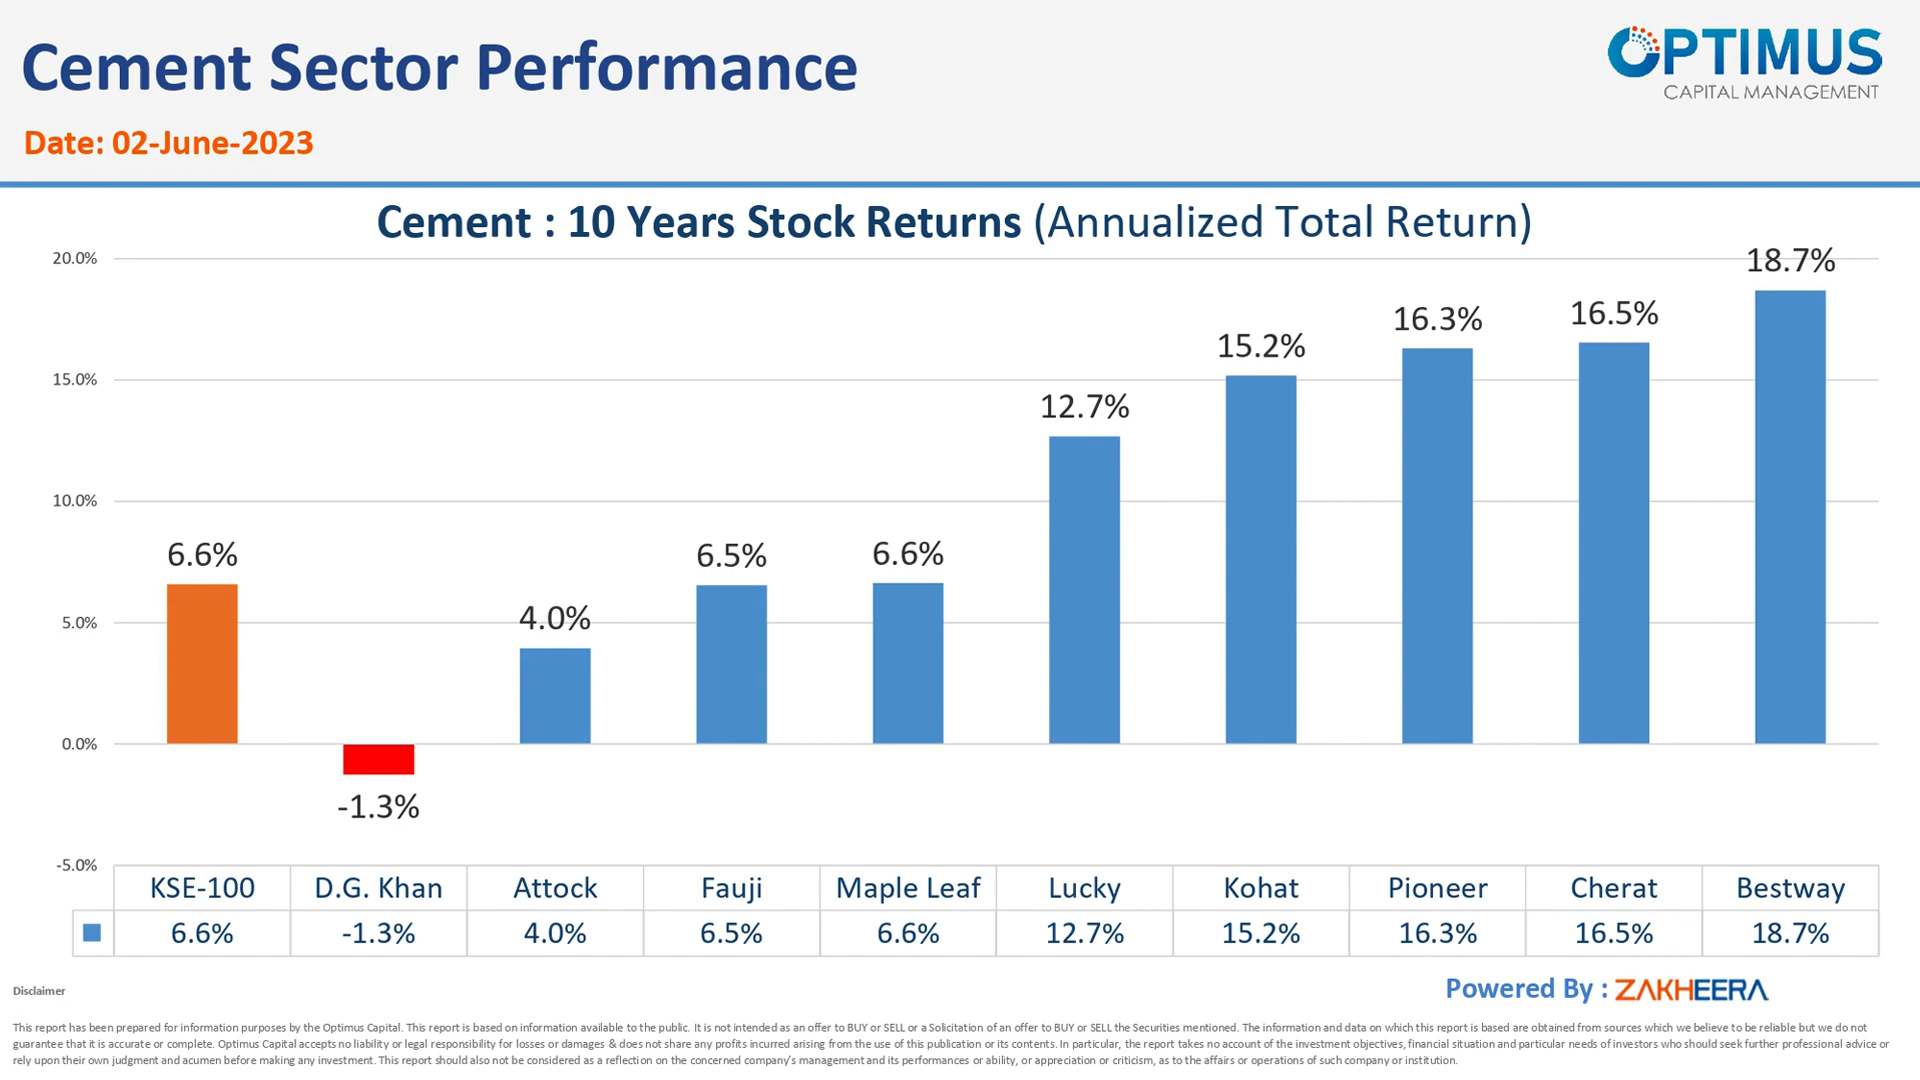 Cement Sector Performance
OPTIMUS
CAPITAL MANAGEMENT
Date: 02-June-2023
Cement : 10 Years Stock Returns (Annualized Total Return)
20.0%
15.0%
10.0%
5.0%
0.0%
-5.0%
6.6%
-1.3%
4.0%
6.5%
6.6%
12.7%
15.2%
16.3%
16.5%
18.7%
KSE-100 D.G. Khan Attock Fauji Maple Leaf Lucky Kohat Pioneer Cherat Bestway
6.6% -1.3% 4.0% 6.5% 6.6% 12.7% 15.2% 16.3% 16.5% 18.7%
Disclaimer
Powered By : ZAKHEERA
This report has been prepared for information purposes by the Optimus Capital. This report is based on information available to the public. It is not intended as an offer to BUY or SELL or a Solicitation of an offer to BUY or SELL the Securities mentioned. The information and data on which this report is based are obtained from sources which we believe to be reliable but we do not
guarantee that it is accurate or complete. Optimus Capital accepts no liability or legal responsibility for losses or damages & does not share any profits incurred arising from the use of this publication or its contents. In particular, the report takes no account of the investment objectives, financial situation and particular needs of investors who should seek further professional advice or
rely upon their own judgment and acumen before making any investment. This report should also not be considered as a reflection on the concerned company's management and its performances or ability, or appreciation or criticism, as to the affairs or operations of such company or institution.